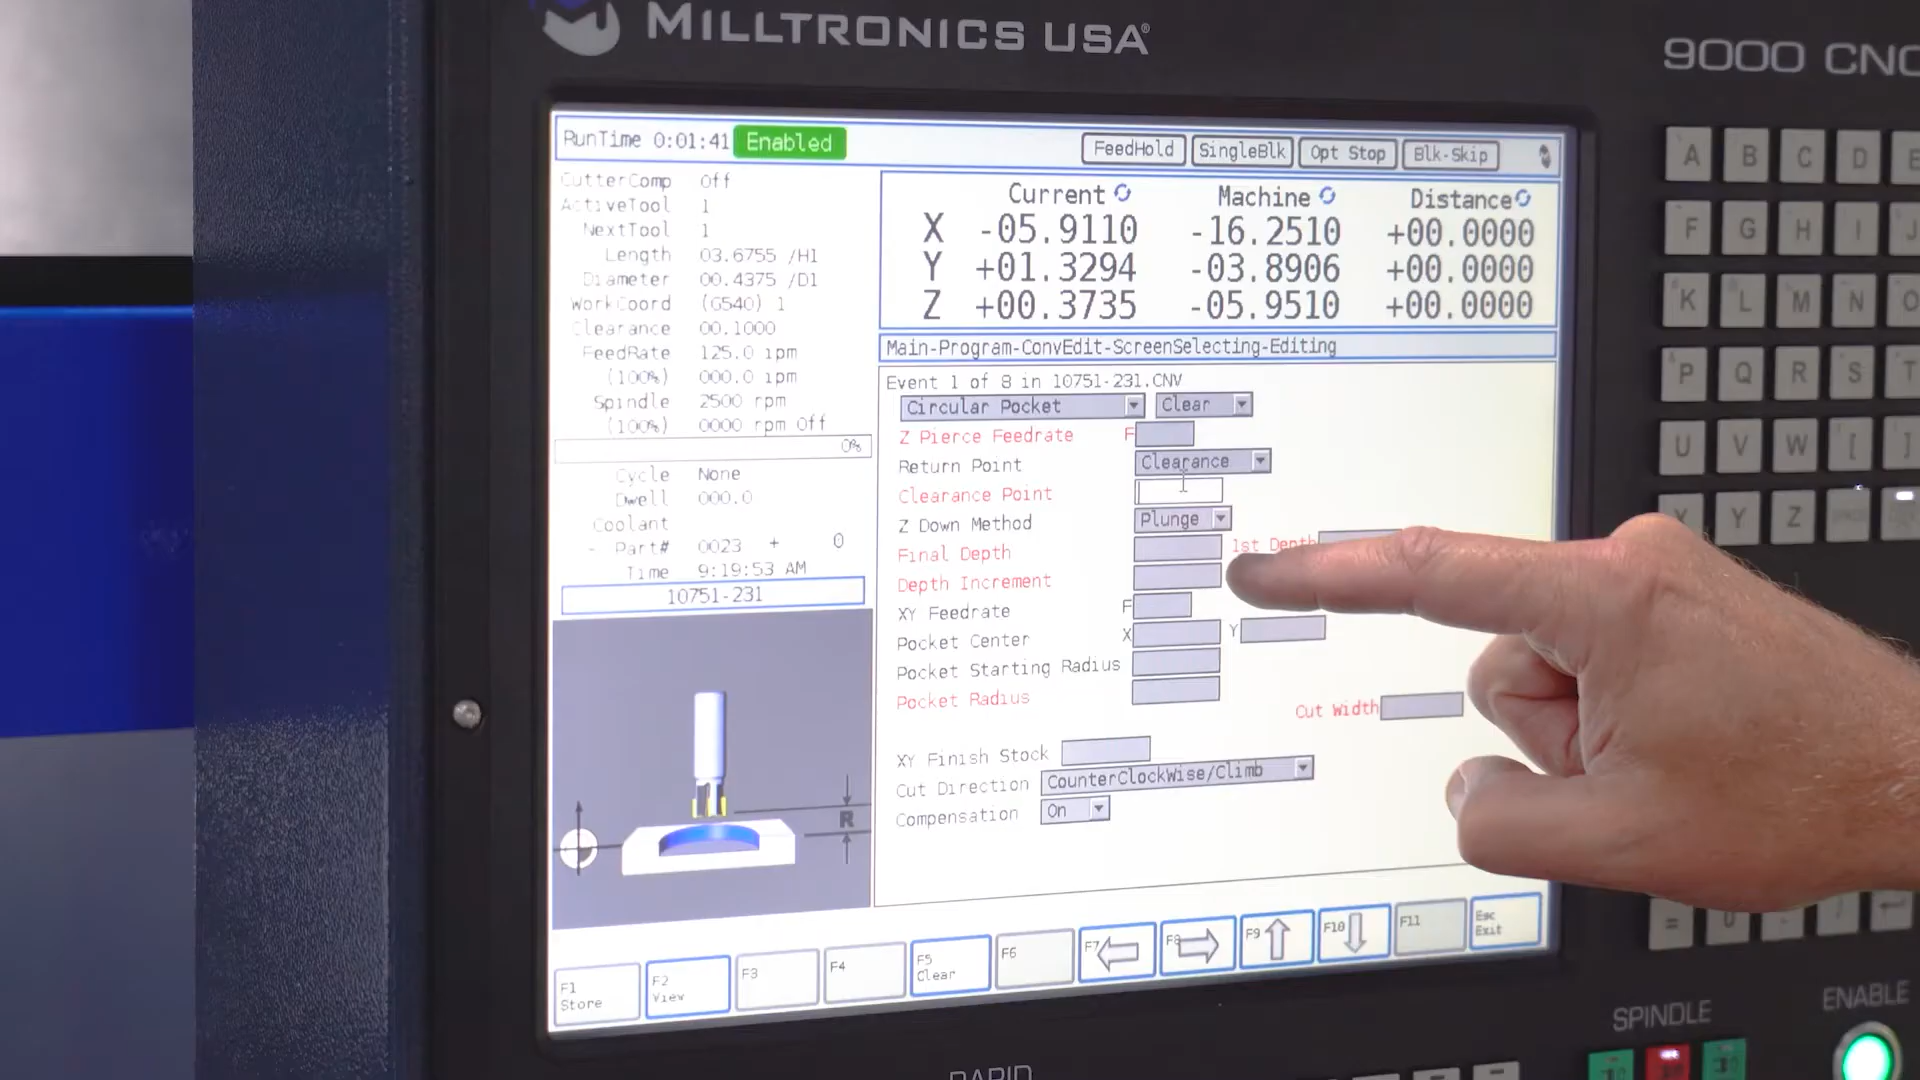 MILLTRONICS USA®
9000 CNC
RunTime 0:01:41 Enabled
FeedHold SingleBlk Opt Stop Blk-Skip
CutterComp Off
ActiveTool 1
NextTool 1
Length 03.6755 /H1
Diameter 00.4375 /D1
WorkCoord (G540) 1
Clearance 00.1000
FeedRate 125.0 ipm
(100%) 000.0 ipm
Spindle 2500 rpm
(100%) 0000 rpm Off
0%
Cycle None
Dwell 000.0
Coolant
- Part# 0023 + 0
Time 9:19:53 AM
10751-231
R
Current Machine Distance
X -05.9110 -16.2510 +00.0000
Y +01.3294 -03.8906 +00.0000
Z +00.3735 -05.9510 +00.0000
Main-Program-ConvEdit-ScreenSelecting-Editing
Event 1 of 8 in 10751-231.CNV
Circular Pocket Clear
Z Pierce Feedrate F
Return Point Clearance
Clearance Point
Z Down Method Plunge
Final Depth 1st Depth
Depth Increment
XY Feedrate F
Pocket Center X Y
Pocket Starting Radius
Pocket Radius
Cut Width
XY Finish Stock
Cut Direction CounterClockWise/Climb
Compensation On
F1 Store
F2 View
F3
F4
F5 Clear
F6
F7
F8
F9
F10
F11
Esc Exit
A B C D E
F G H I J
K L M N O
P Q R S T
U V W [ ]
X Y Z
=
SPINDLE
ENABLE
RAPID